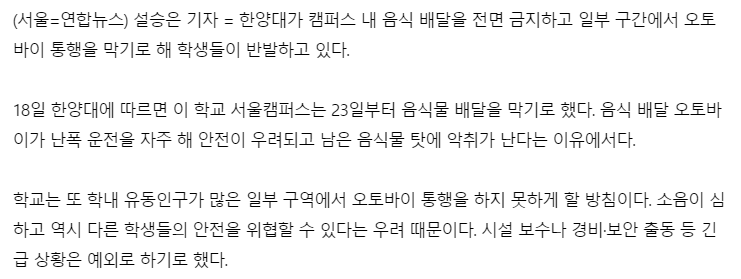 (서울=연합뉴스) 설승은 기자 = 한양대가 캠퍼스 내 음식 배달을 전면 금지하고 일부 구간에서 오토
바이 통행을 막기로 해 학생들이 반발하고 있다.
18일 한양대에 따르면 이 학교 서울캠퍼스는 23일부터 음식물 배달을 막기로 했다. 음식 배달 오토바
이가 난폭 운전을 자주 해 안전이 우려되고 남은 음식물 탓에 악취가 난다는 이유에서다.
학교는 또 학내 유동인구가 많은 일부 구역에서 오토바이 통행을 하지 못하게 할 방침이다. 소음이 심
하고 역시 다른 학생들의 안전을 위협할 수 있다는 우려 때문이다. 시설 보수나 경비·보안 출동 등 긴
급 상황은 예외로 하기로 했다.